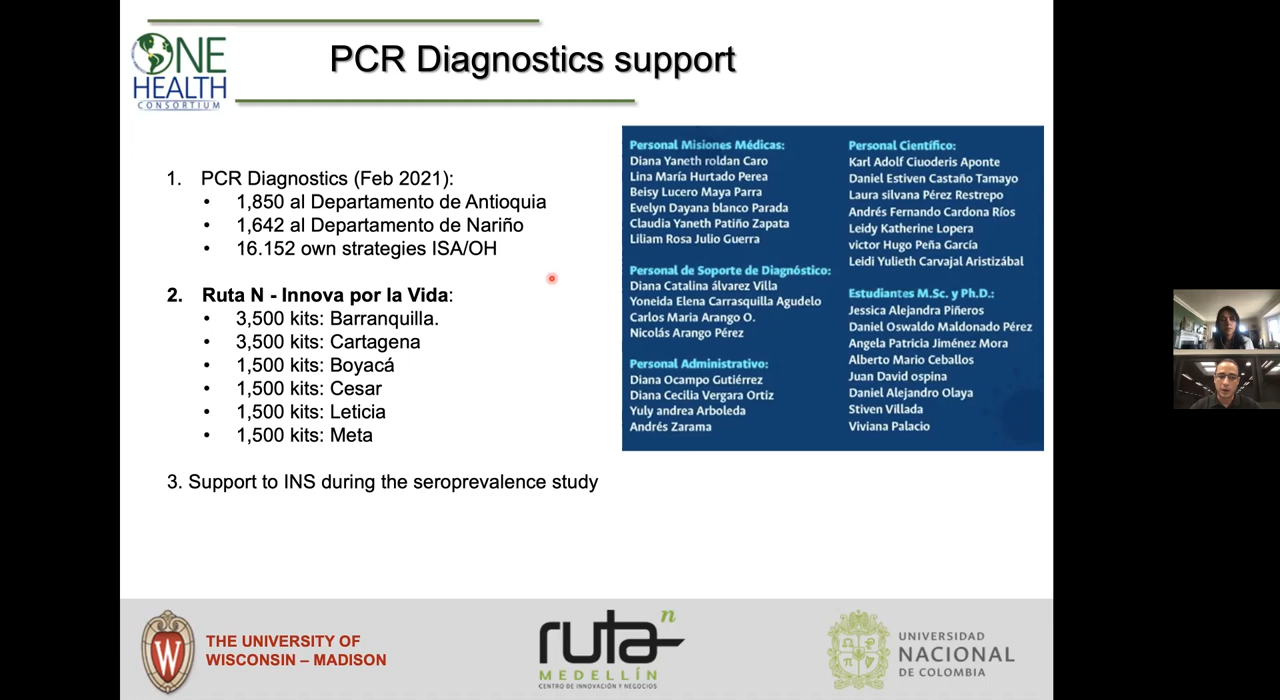 ONE
HEALTH
CONSORTIUM
PCR Diagnostics support
1. PCR Diagnostics (Feb 2021):
• 1,850 al Departamento de Antioquia
• 1,642 al Departamento de Nariño
• 16.152 own strategies ISA/OH
2. Ruta N - Innova por la Vida:
• 3,500 kits: Barranquilla.
• 3,500 kits: Cartagena
• 1,500 kits: Boyacá
• 1,500 kits: Cesar
• 1,500 kits: Leticia
• 1,500 kits: Meta
3. Support to INS during the seroprevalence study
Personal Misiones Médicas:
Diana Yaneth roldan Caro
Lina María Hurtado Perea
Beisy Lucero Maya Parra
Evelyn Dayana blanco Parada
Claudia Yaneth Patiño Zapata
Liliam Rosa Julio Guerra
Personal de Soporte de Diagnóstico:
Diana Catalina álvarez Villa
Yoneida Elena Carrasquilla Agudelo
Carlos Maria Arango O.
Nicolás Arango Pérez
Personal Administrativo:
Diana Ocampo Gutiérrez
Diana Cecilia Vergara Ortiz
Yuly andrea Arboleda
Andrés Zarama
Personal Científico:
Karl Adolf Ciuoderis Aponte
Daniel Estiven Castaño Tamayo
Laura silvana Pérez Restrepo
Andrés Fernando Cardona Ríos
Leidy Katherine Lopera
victor Hugo Peña García
Leidi Yulieth Carvajal Aristizábal
Estudiantes M.Sc. y Ph.D.:
Jessica Alejandra Piñeros
Daniel Oswaldo Maldonado Pérez
Angela Patricia Jiménez Mora
Alberto Mario Ceballos
Juan David ospina
Daniel Alejandro Olaya
Stiven Villada
Viviana Palacio
W
THE UNIVERSITY OF
WISCONSIN – MADISON
ruta n
MEDELLÍN
CENTRO DE INNOVACIÓN Y NEGOCIOS
UNIVERSIDAD
NACIONAL
DE COLOMBIA